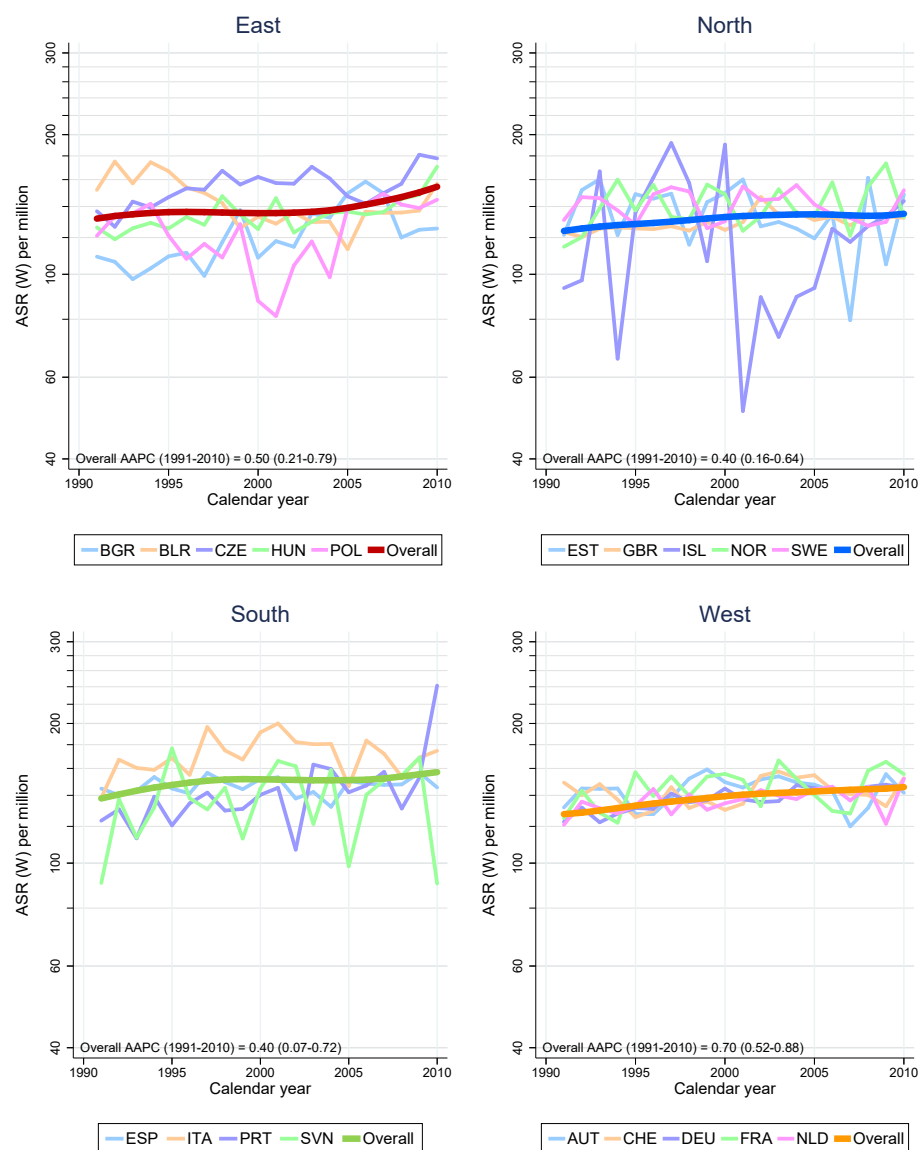 East
ASR (W) per million
300
200
100
60
40
Overall AAPC (1991-2010) = 0.50 (0.21-0.79)
1990 1995 2000 2005 2010
Calendar year
BGR BLR CZE HUN POL Overall
North
ASR (W) per million
300
200
100
60
40
Overall AAPC (1991-2010) = 0.40 (0.16-0.64)
1990 1995 2000 2005 2010
Calendar year
EST GBR ISL NOR SWE Overall
South
ASR (W) per million
300
200
100
60
40
Overall AAPC (1991-2010) = 0.40 (0.07-0.72)
1990 1995 2000 2005 2010
Calendar year
ESP ITA PRT SVN Overall
West
ASR (W) per million
300
200
100
60
40
Overall AAPC (1991-2010) = 0.70 (0.52-0.88)
1990 1995 2000 2005 2010
Calendar year
AUT CHE DEU FRA NLD Overall